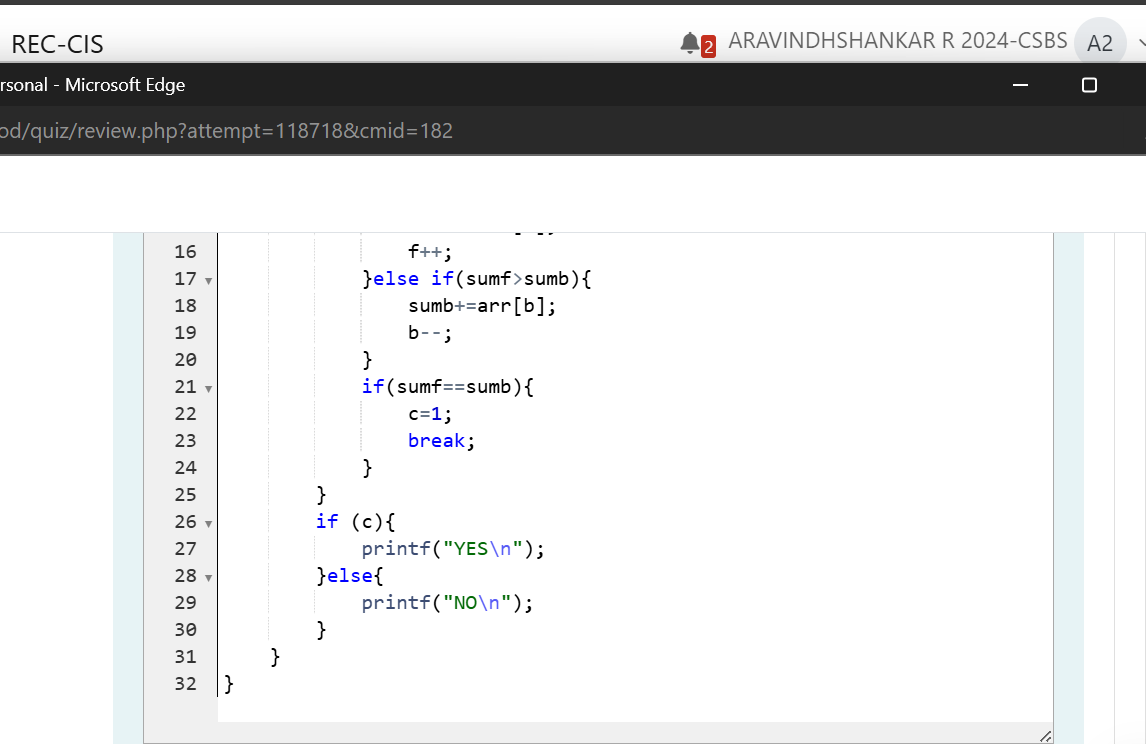 REC-CIS
2
ARAVINDHSHANKAR R 2024-CSBS
A2
rsonal - Microsoft Edge
od/quiz/review.php?attempt=118718&cmid=182
16 f++;
17 }else if(sumf>sumb){
18 sumb+=arr[b];
19 b--;
20 }
21 if(sumf==sumb){
22 c=1;
23 break;
24 }
25 }
26 if (c){
27 printf("YES\n");
28 }else{
29 printf("NO\n");
30 }
31 }
32 }